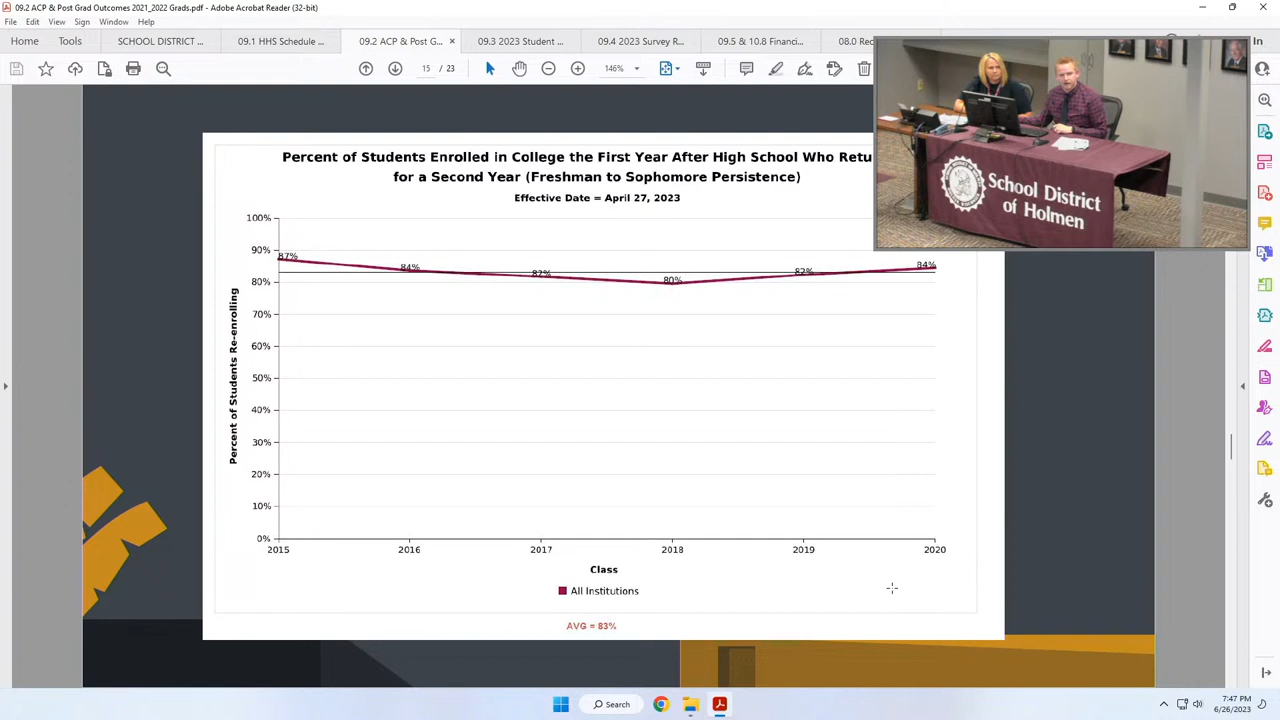 09.2 ACP & Post Grad Outcomes 2021_2022 Grads.pdf - Adobe Acrobat Reader (32-bit)
File Edit View Sign Window Help
Home Tools SCHOOL DISTRICT ... 09.1 HHS Schedule ... 09.2 ACP & Post G... × 09.3 2023 Student ... 09.4 2023 Survey R... 09.5 & 10.8 Financi... 08.0 Rec In
15 / 23 146%
Percent of Students Enrolled in College the First Year After High School Who Retu
for a Second Year (Freshman to Sophomore Persistence)
Effective Date = April 27, 2023
School District
of Holmen
100%
90%
80%
70%
60%
50%
40%
30%
20%
10%
0%
Percent of Students Re-enrolling
87% 84% 82% 80% 82% 84%
2015 2016 2017 2018 2019 2020
Class
All Institutions
AVG = 83%
Search
7:47 PM
6/26/2023